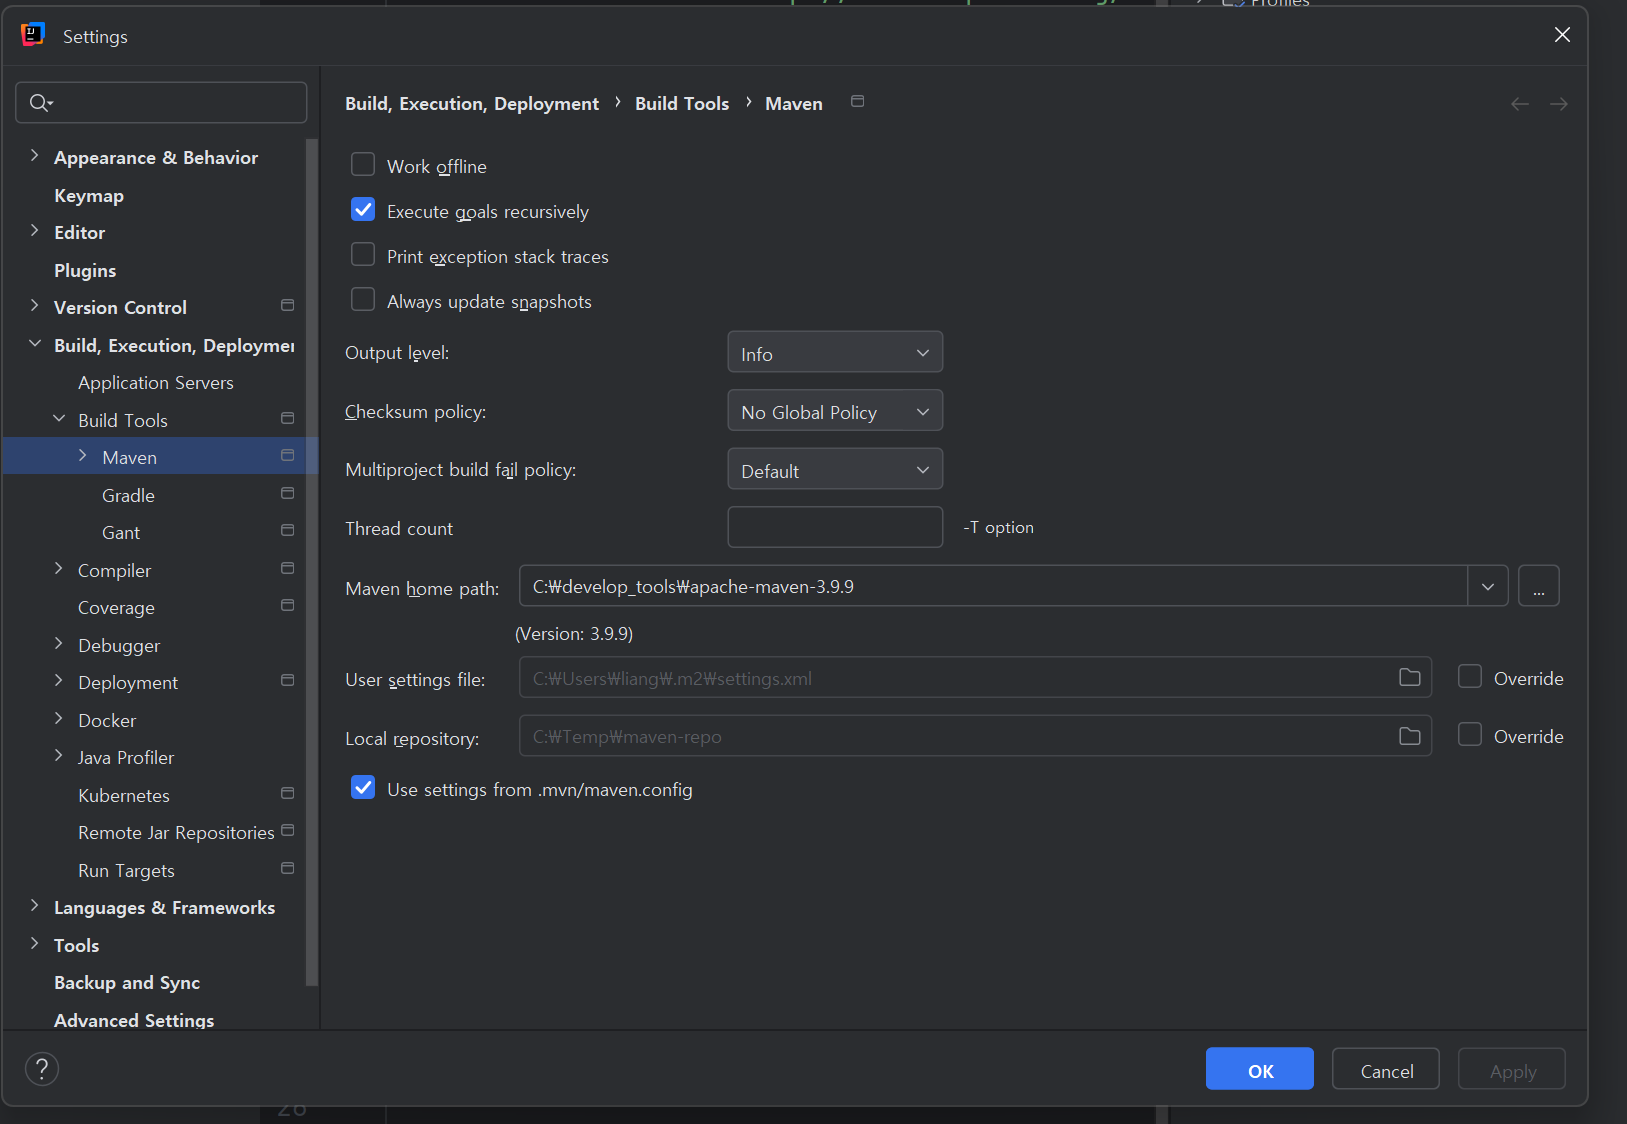 Profiles
Settings
Build, Execution, Deployment › Build Tools › Maven
Appearance & Behavior
Keymap
Editor
Plugins
Version Control
Build, Execution, Deploymen
Application Servers
Build Tools
Maven
Gradle
Gant
Compiler
Coverage
Debugger
Deployment
Docker
Java Profiler
Kubernetes
Remote Jar Repositories
Run Targets
Languages & Frameworks
Tools
Backup and Sync
Advanced Settings
Work offline
Execute goals recursively
Print exception stack traces
Always update snapshots
Output level: Info
Checksum policy: No Global Policy
Multiproject build fail policy: Default
Thread count -T option
Maven home path: C:₩develop_tools₩apache-maven-3.9.9 ...
(Version: 3.9.9)
User settings file: C:₩Users₩liang₩.m2₩settings.xml Override
Local repository: C:₩Temp₩maven-repo Override
Use settings from .mvn/maven.config
? OK Cancel Apply
26